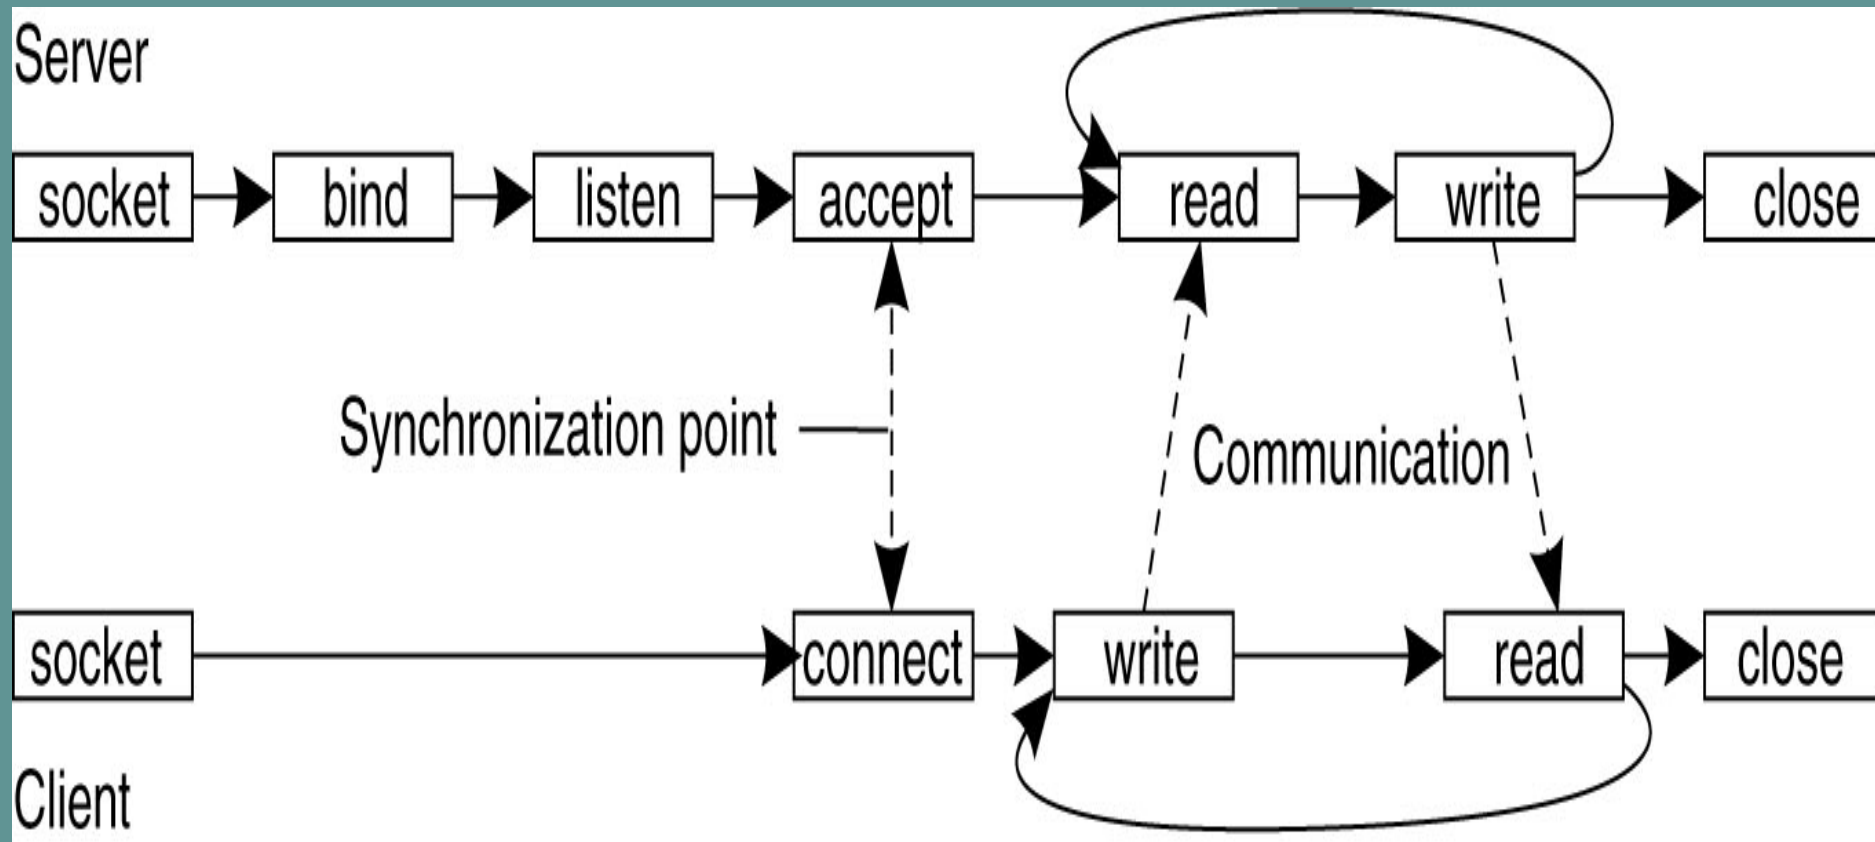 Server
socket bind listen accept read write close
Synchronization point
Communication
socket connect write read close
Client